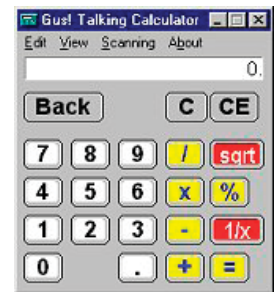 Gus! Talking Calculator
Edit View Scanning About
0.
Back C CE
7 8 9 / sqrt
4 5 6 x %
1 2 3 - 1/x
0 . + =